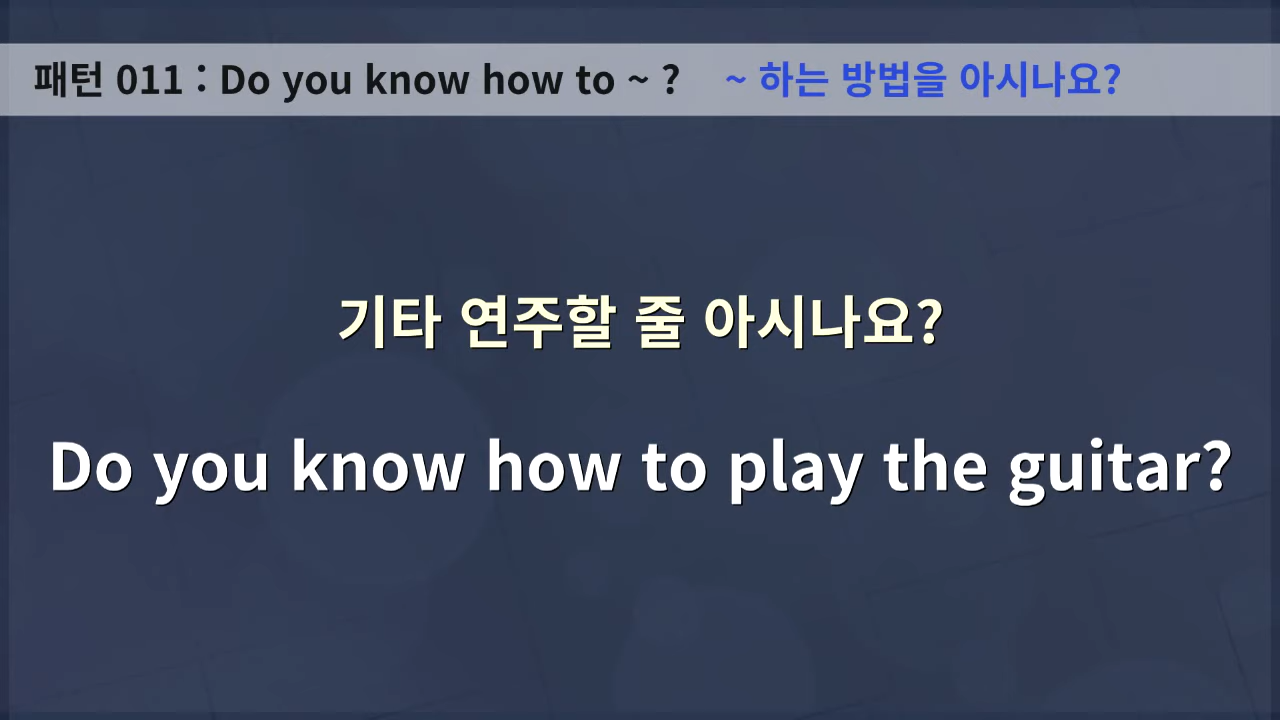 패턴 011 : Do you know how to ~ ? ~ 하는 방법을 아시나요?
기타 연주할 줄 아시나요?
Do you know how to play the guitar?